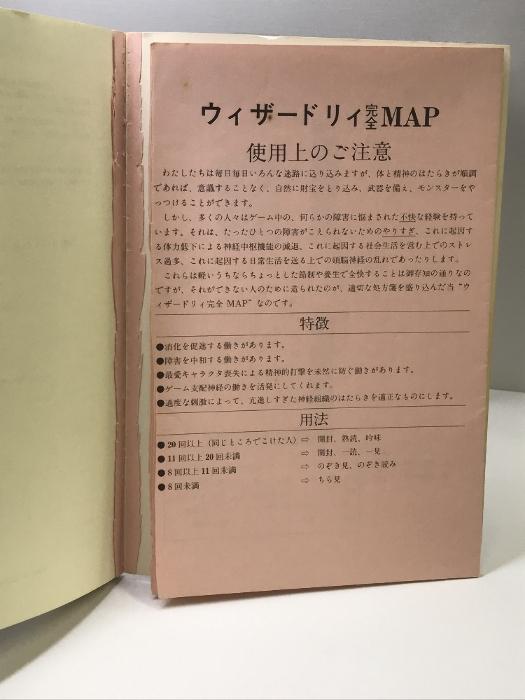 ウィザードリィ完全MAP
使用上のご注意
わたしたちは毎日毎日いろんな迷路に込り込みますが、体と精神のはたらきが順調
であれば、意識することなく、自然に財宝をとり込み、武器を備え、モンスターをや
っつけることができます。
しかし、多くの人々はゲーム中の、何らかの障害に悩まされた不快な経験を持って
います。それは、たったひとつの障害がこえられないためのやりすぎ、これに起因す
る体力低下による神経中枢機能の減退、これに起因する社会生活を営む上でのストレ
ス過多、これに起因する日常生活を送る上での頭脳神経の乱れであったりします。
これらは軽いうちならちょっとした節制や養生で全快することは御存知の通りなの
ですが、それができない人のために造られたのが、適切な処方箋を盛り込んだ当“ウ
ィザードリィ完全 MAP”なのです。
特徴
●消化を促進する働きがあります。
●障害を中和する働きがあります。
●最愛キャラクタ喪失による精神的打撃を未然に防ぐ働きがあります。
●ゲーム支配神経の働きを活発にしてくれます。
●過度な刺激によって、亢進しすぎた神経組織のはたらきを適正なものにします。
用法
●20回以上（同じところでこけた人）⇨ 開封、熟読、吟味
●11回以上20回未満 ⇨ 開封、一読、一見
●8回以上11回未満 ⇨ のぞき見、のぞき読み
●8回未満 ⇨ ちら見